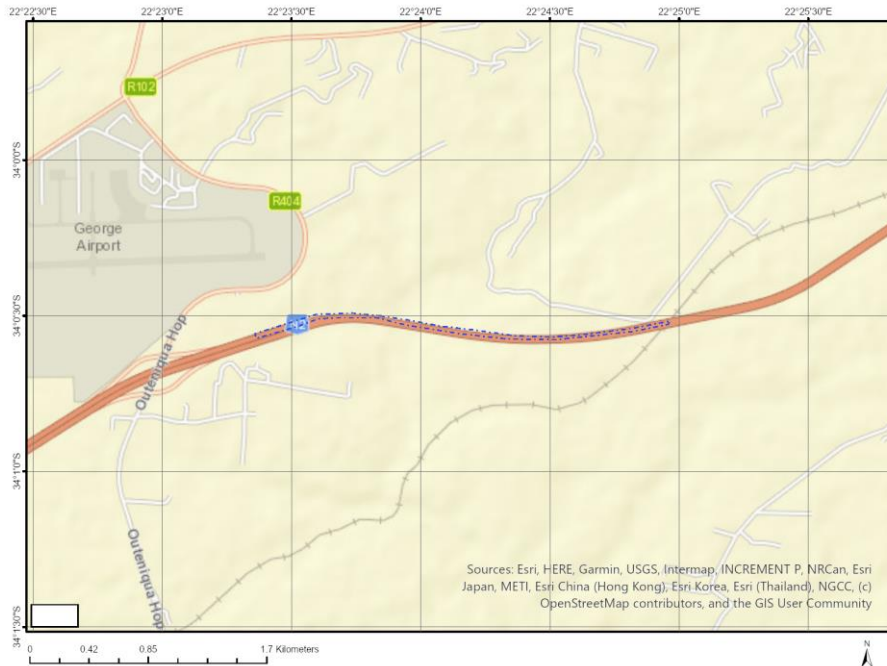 22°22'30"E 22°23'0"E 22°23'30"E 22°24'0"E 22°24'30"E 22°25'0"E 22°25'30"E
R102
34°0'0"S
R404
George
Airport
34°0'30"S
Outeniqua Hop
34°1'0"S
Outeniqua Hop
Sources: Esri, HERE, Garmin, USGS, Intermap, INCREMENT P, NRCan, Esri
Japan, METI, Esri China (Hong Kong), Esri Korea, Esri (Thailand), NGCC, (c)
OpenStreetMap contributors, and the GIS User Community
34°1'30"S
0 0.42 0.85 1.7 Kilometers
N